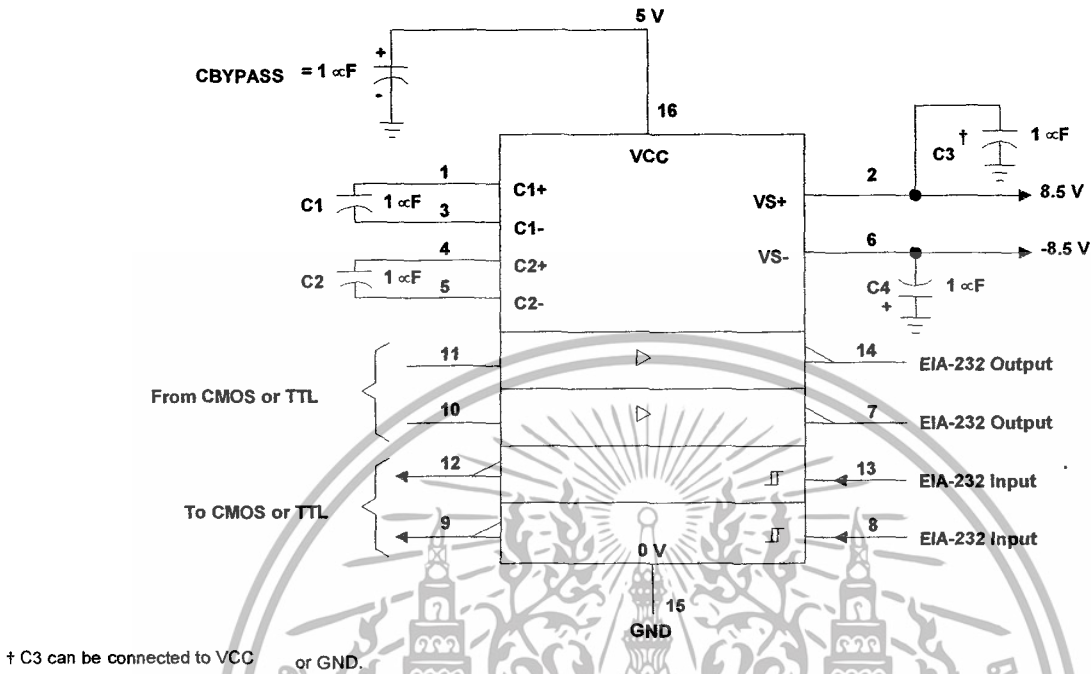 5 V
CBYPASS = 1 ∝F
+
-
16
VCC
† 1 ∝F
C3
1
C1+
2
VS+
8.5 V
C1 1 ∝F
3
C1-
4
C2+
6
VS-
-8.5 V
C2 1 ∝F
5
C2-
C4 1 ∝F
+
11
14
EIA-232 Output
From CMOS or TTL
10
7
EIA-232 Output
12
13
EIA-232 Input
To CMOS or TTL
9
8
EIA-232 Input
0 V
15
GND
† C3 can be connected to VCC or GND.